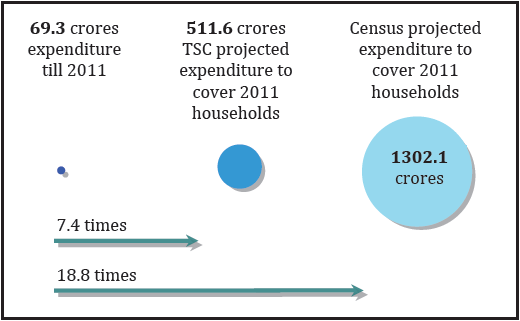 69.3 crores
expenditure
till 2011
511.6 crores
TSC projected
expenditure to
cover 2011
households
Census projected
expenditure to
cover 2011
households
1302.1
crores
7.4 times
18.8 times